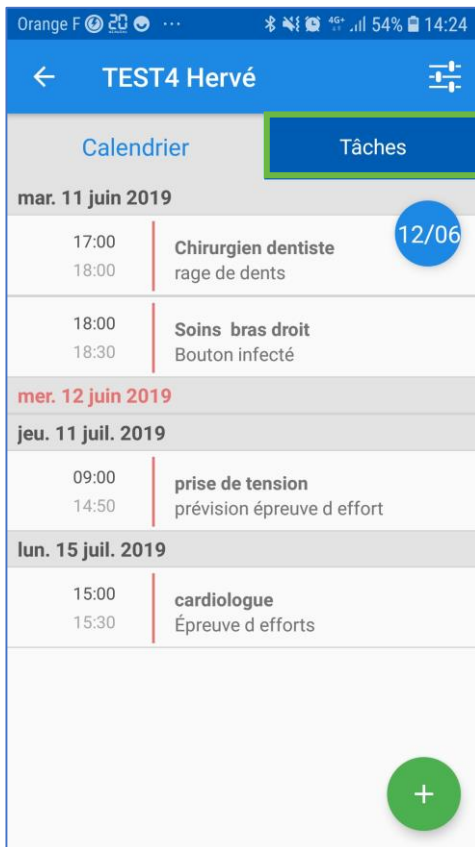 Orange F 20 ... 4G+ 54% 14:24
TEST4 Hervé
Calendrier Tâches
mar. 11 juin 2019
12/06
17:00 Chirurgien dentiste
18:00 rage de dents
18:00 Soins bras droit
18:30 Bouton infecté
mer. 12 juin 2019
jeu. 11 juil. 2019
09:00 prise de tension
14:50 prévision épreuve d effort
lun. 15 juil. 2019
15:00 cardiologue
15:30 Épreuve d efforts
+